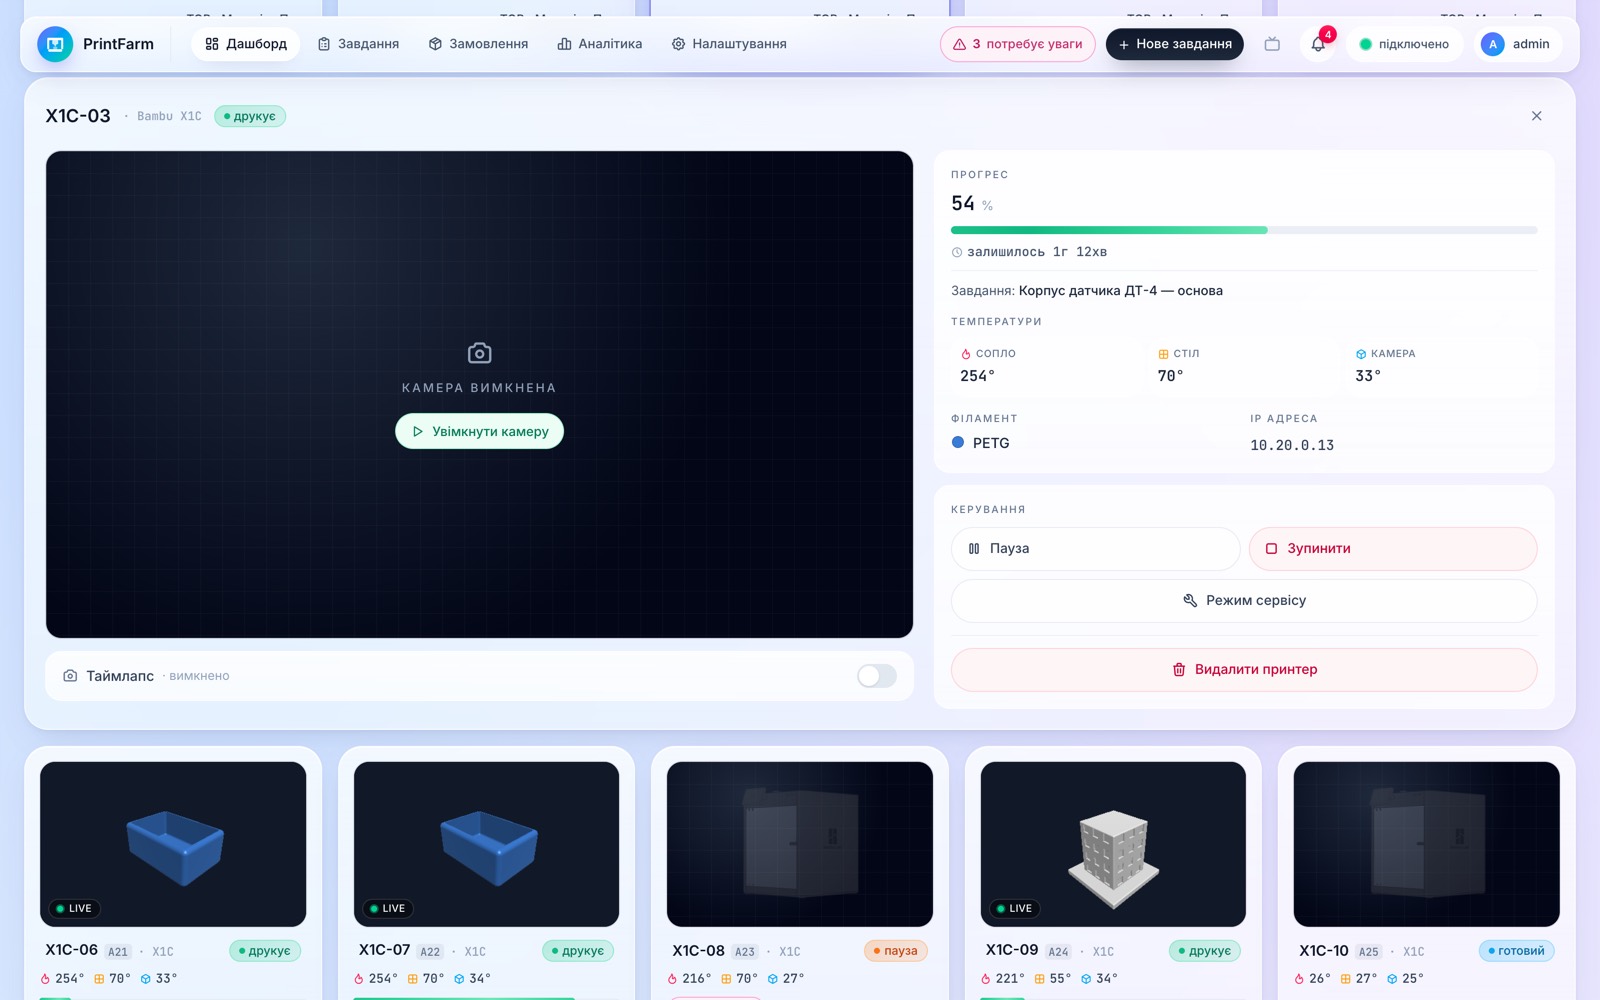 PrintFarm
Дашборд
Завдання
Замовлення
Аналітика
Налаштування
3 потребує уваги
+ Нове завдання
4
підключено
A admin
X1C-03 · Bambu X1C друкує
КАМЕРА ВИМКНЕНА
Увімкнути камеру
Таймлапс · вимкнено
ПРОГРЕС
54 %
залишилось 1г 12хв
Завдання: Корпус датчика ДТ-4 — основа
ТЕМПЕРАТУРИ
СОПЛО СТІЛ КАМЕРА
254° 70° 33°
ФІЛАМЕНТ IP АДРЕСА
PETG 10.20.0.13
КЕРУВАННЯ
Пауза Зупинити
Режим сервісу
Видалити принтер
LIVE LIVE LIVE
X1C-06 A21 · X1C друкує
254° 70° 33°
X1C-07 A22 · X1C друкує
254° 70° 34°
X1C-08 A23 · X1C пауза
216° 70° 27°
X1C-09 A24 · X1C друкує
221° 55° 34°
X1C-10 A25 · X1C готовий
26° 27° 25°